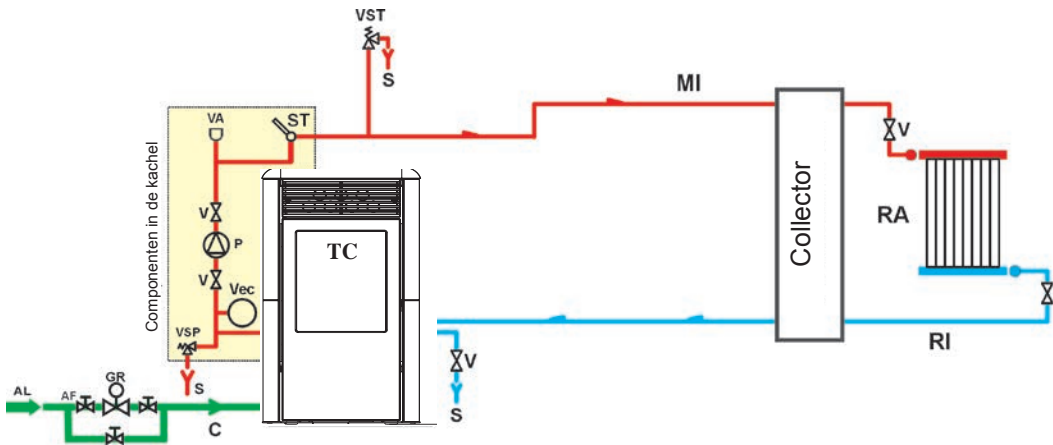 VST
S
MI
VA
ST
V
Componenten in de kachel
V
P
V
Vec
VSP
S
TC
Collector
RA
RI
V
S
AL
AF
GR
C